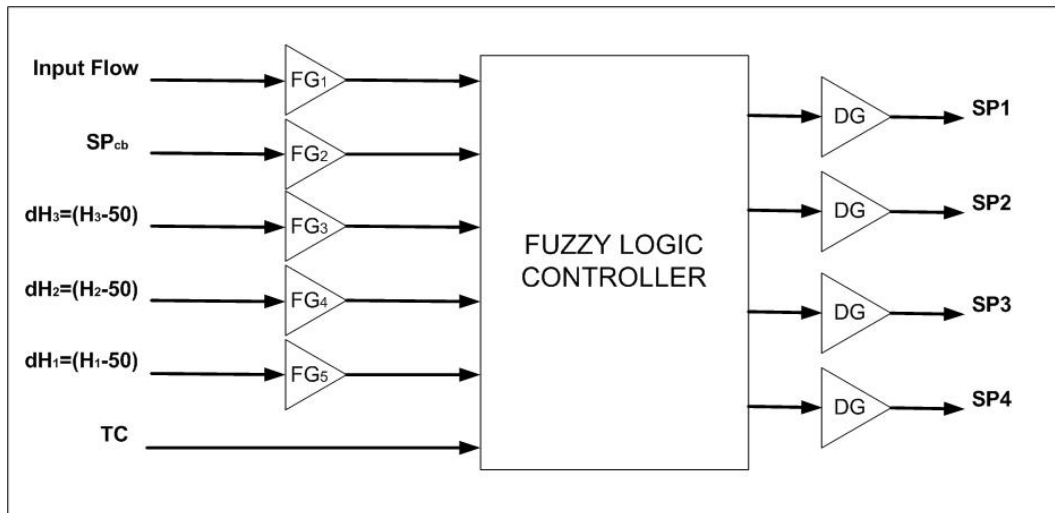 Input Flow
FG₁
SP1
DG
SP_cb
FG₂
SP2
DG
dH₃=(H₃-50)
FG₃
FUZZY LOGIC
CONTROLLER
dH₂=(H₂-50)
FG₄
DG
SP3
dH₁=(H₁-50)
FG₅
DG
SP4
TC